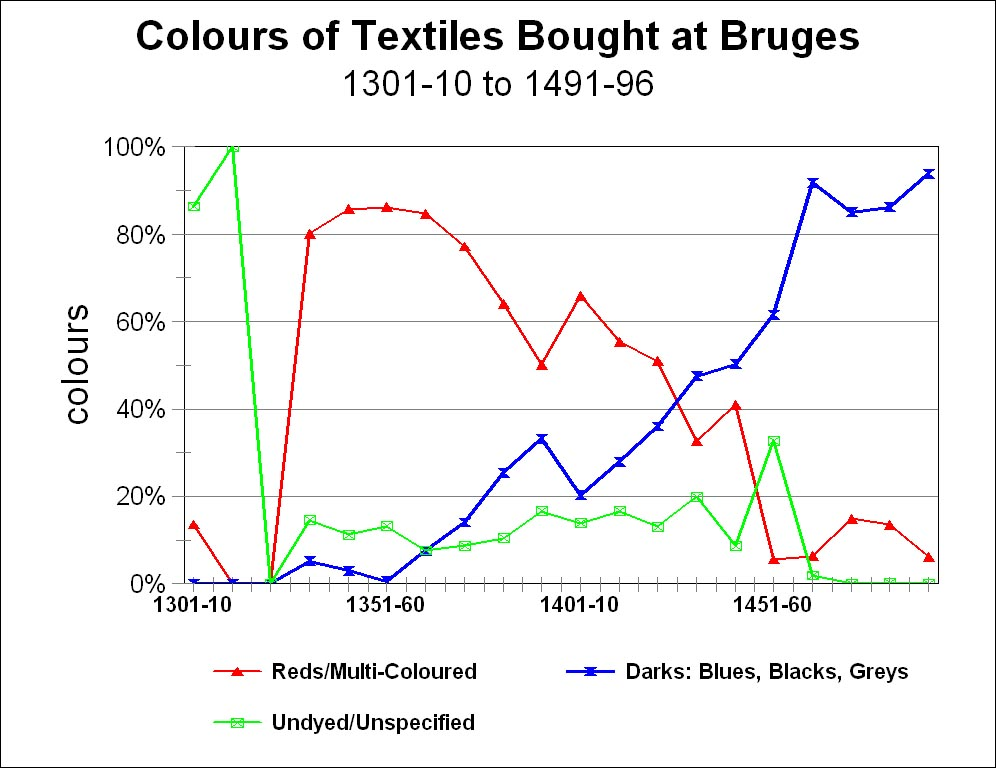 Colours of Textiles Bought at Bruges
1301-10 to 1491-96
colours
100%
80%
60%
40%
20%
0%
1301-10 1351-60 1401-10 1451-60
Reds/Multi-Coloured Darks: Blues, Blacks, Greys
Undyed/Unspecified